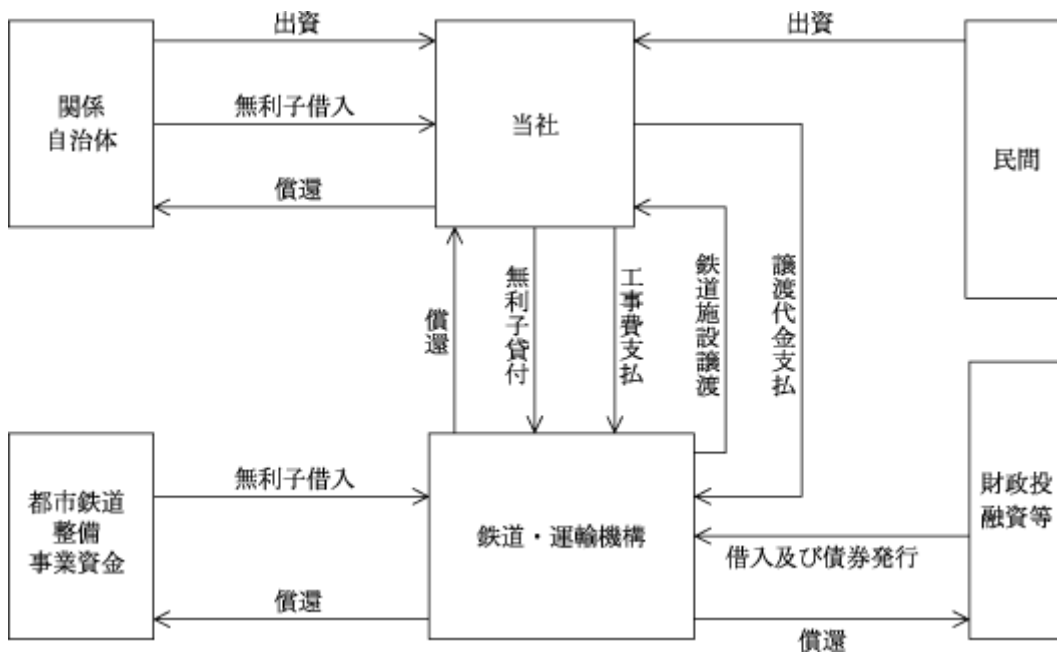 出資
出資
関係
自治体
無利子借入
当社
民間
償還
償還
無利子貸付
工事費支払
鉄道施設譲渡
譲渡代金支払
都市鉄道
整備
事業資金
無利子借入
鉄道・運輸機構
財政投
融資等
借入及び債券発行
償還
償還